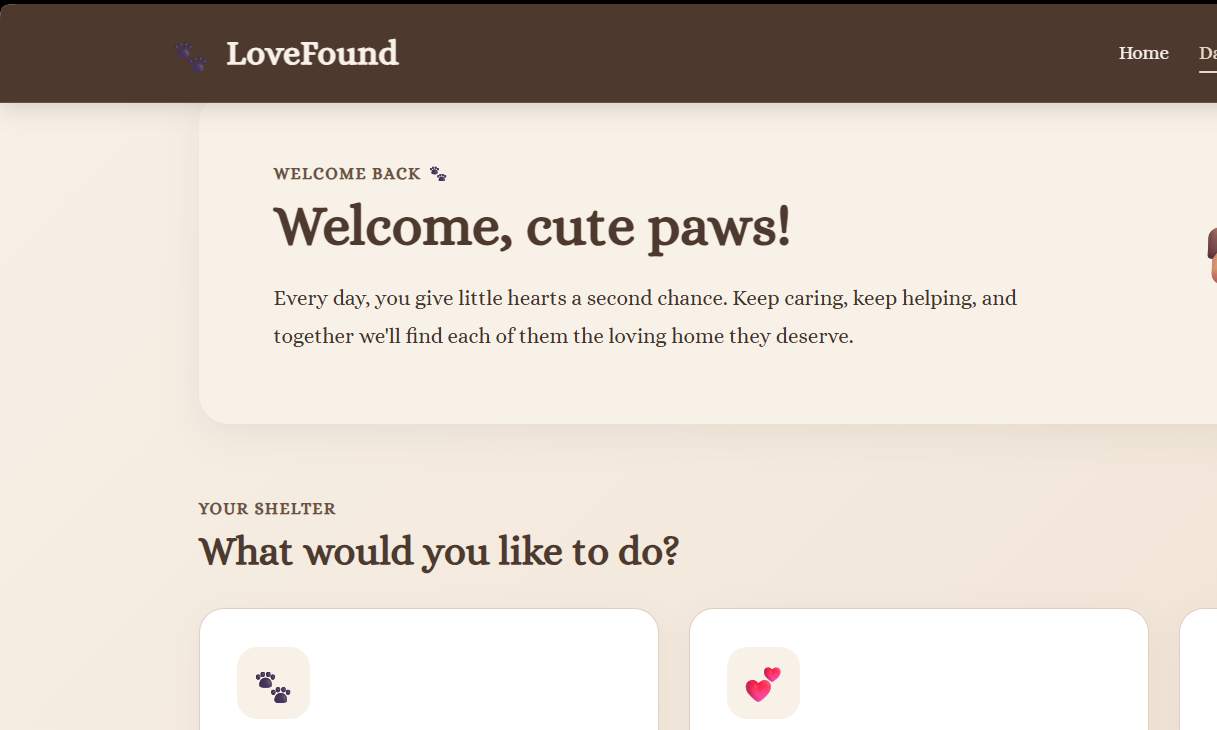 LoveFound
Home
WELCOME BACK
Welcome, cute paws!
Every day, you give little hearts a second chance. Keep caring, keep helping, and
together we'll find each of them the loving home they deserve.
YOUR SHELTER
What would you like to do?